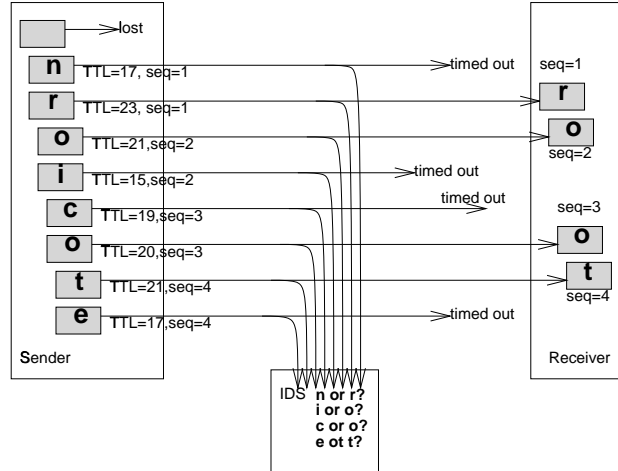 lost
n TTL=17, seq=1 timed out seq=1
r TTL=23, seq=1 r
o TTL=21,seq=2 o
seq=2
i TTL=15,seq=2 timed out
c TTL=19,seq=3 timed out seq=3
o TTL=20,seq=3 o
t TTL=21,seq=4 t
seq=4
e TTL=17,seq=4 timed out
Sender Receiver
IDS n or r?
i or o?
c or o?
e ot t?